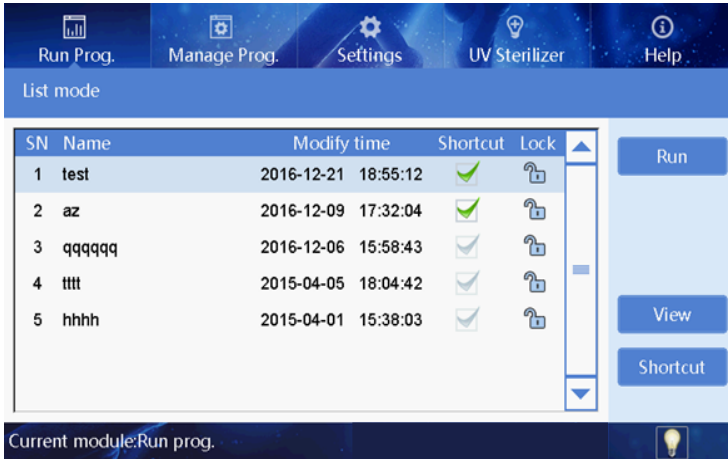 Run Prog. Manage Prog. Settings UV Sterilizer Help
List mode
SN Name Modify time Shortcut Lock
Run
1 test 2016-12-21 18:55:12
2 az 2016-12-09 17:32:04
3 qqqqqq 2016-12-06 15:58:43
4 tttt 2015-04-05 18:04:42
5 hhhh 2015-04-01 15:38:03
View
Shortcut
Current module:Run prog.